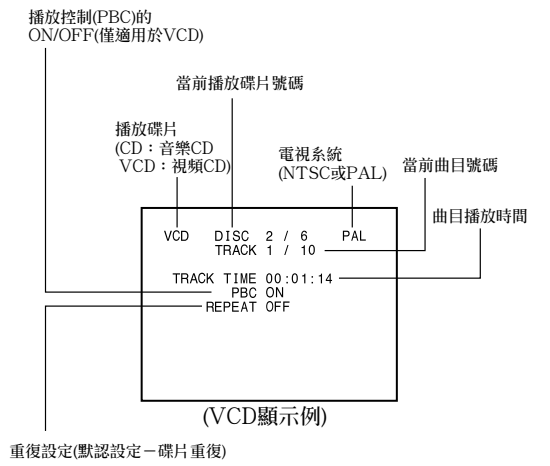 播放控制(PBC)的
ON/OFF(僅適用於VCD)
當前播放碟片號碼
播放碟片
(CD：音樂CD
VCD：視頻CD)
電視系統
(NTSC或PAL)
當前曲目號碼
曲目播放時間
VCD DISC 2 / 6 PAL
TRACK 1 / 10
TRACK TIME 00:01:14
PBC ON
REPEAT OFF
(VCD顯示例)
重復設定(默認設定－碟片重復)